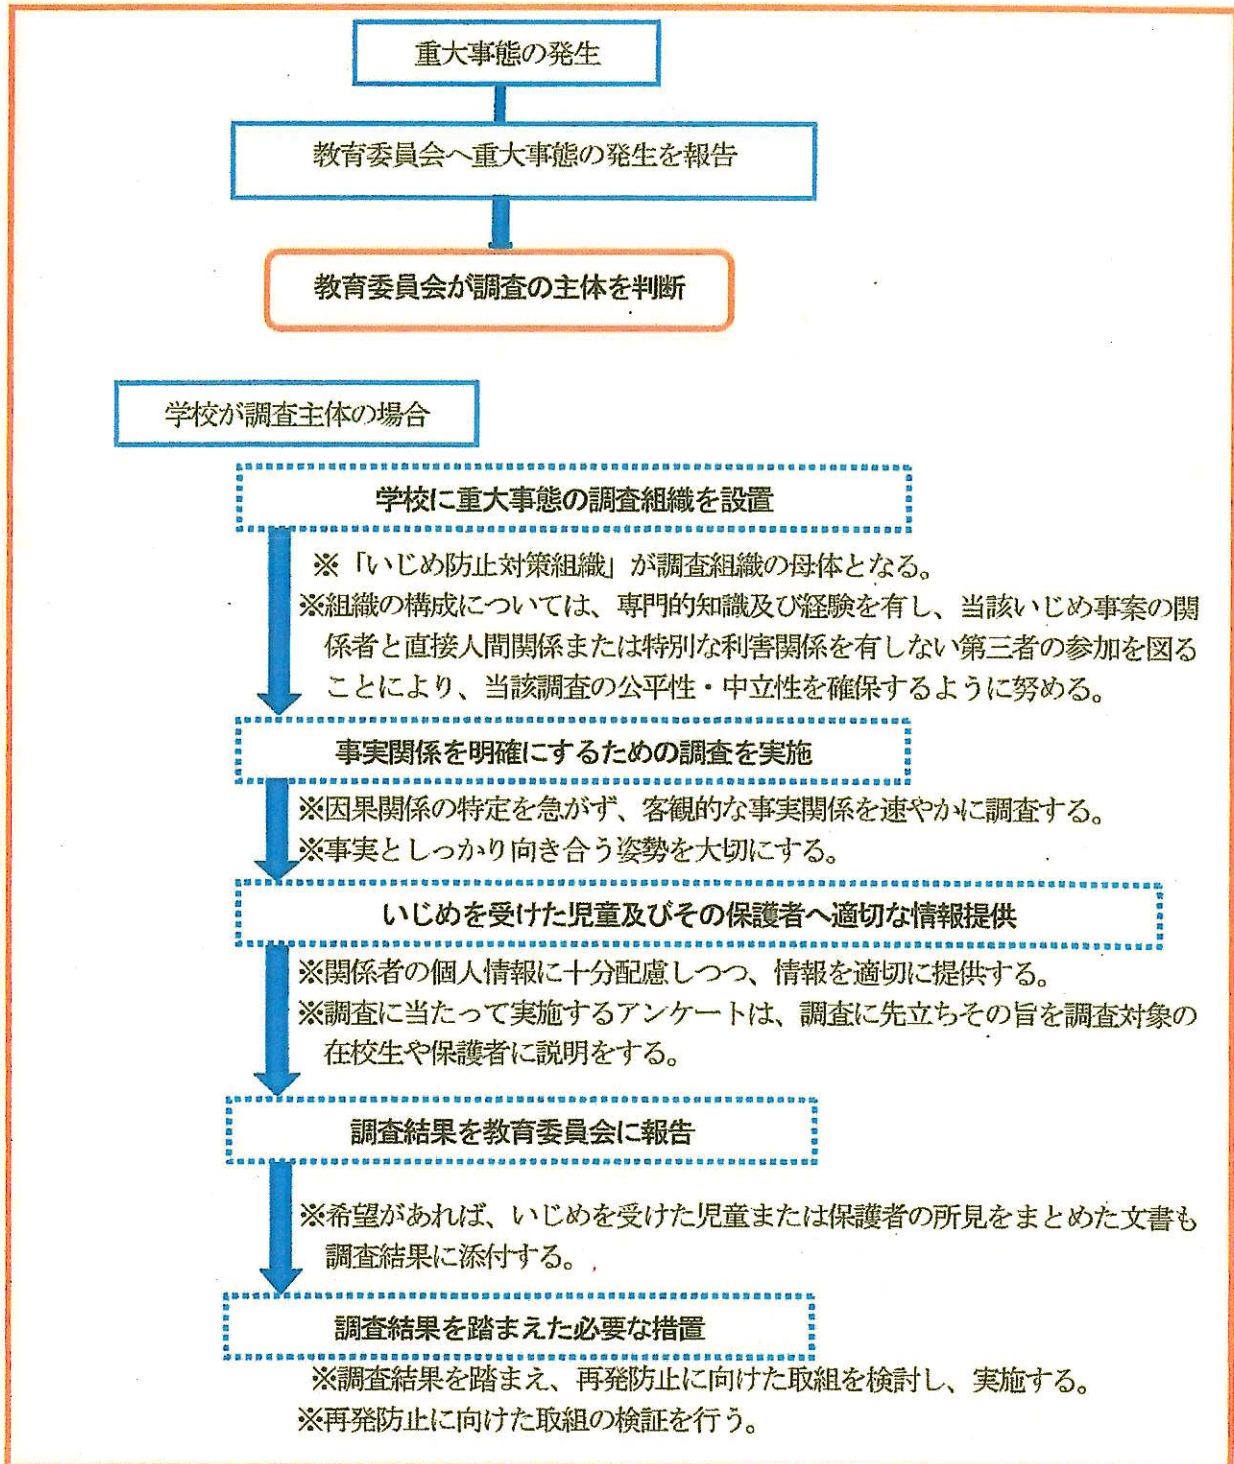 重大事態の発生
教育委員会へ重大事態の発生を報告
教育委員会が調査の主体を判断
学校が調査主体の場合
学校に重大事態の調査組織を設置
※「いじめ防止対策組織」が調査組織の母体となる。
※組織の構成については、専門的知識及び経験を有し、当該いじめ事案の関
係者と直接人間関係または特別な利害関係を有しない第三者の参加を図る
ことにより、当該調査の公平性・中立性を確保するように努める。
事実関係を明確にするための調査を実施
※因果関係の特定を急がず、客観的な事実関係を速やかに調査する。
※事実としっかり向き合う姿勢を大切にする。
いじめを受けた児童及びその保護者へ適切な情報提供
※関係者の個人情報に十分配慮しつつ、情報を適切に提供する。
※調査に当たって実施するアンケートは、調査に先立ちその旨を調査対象の
在校生や保護者に説明をする。
調査結果を教育委員会に報告
※希望があれば、いじめを受けた児童または保護者の所見をまとめた文書も
調査結果に添付する。
調査結果を踏まえた必要な措置
※調査結果を踏まえ、再発防止に向けた取組を検討し、実施する。
※再発防止に向けた取組の検証を行う。